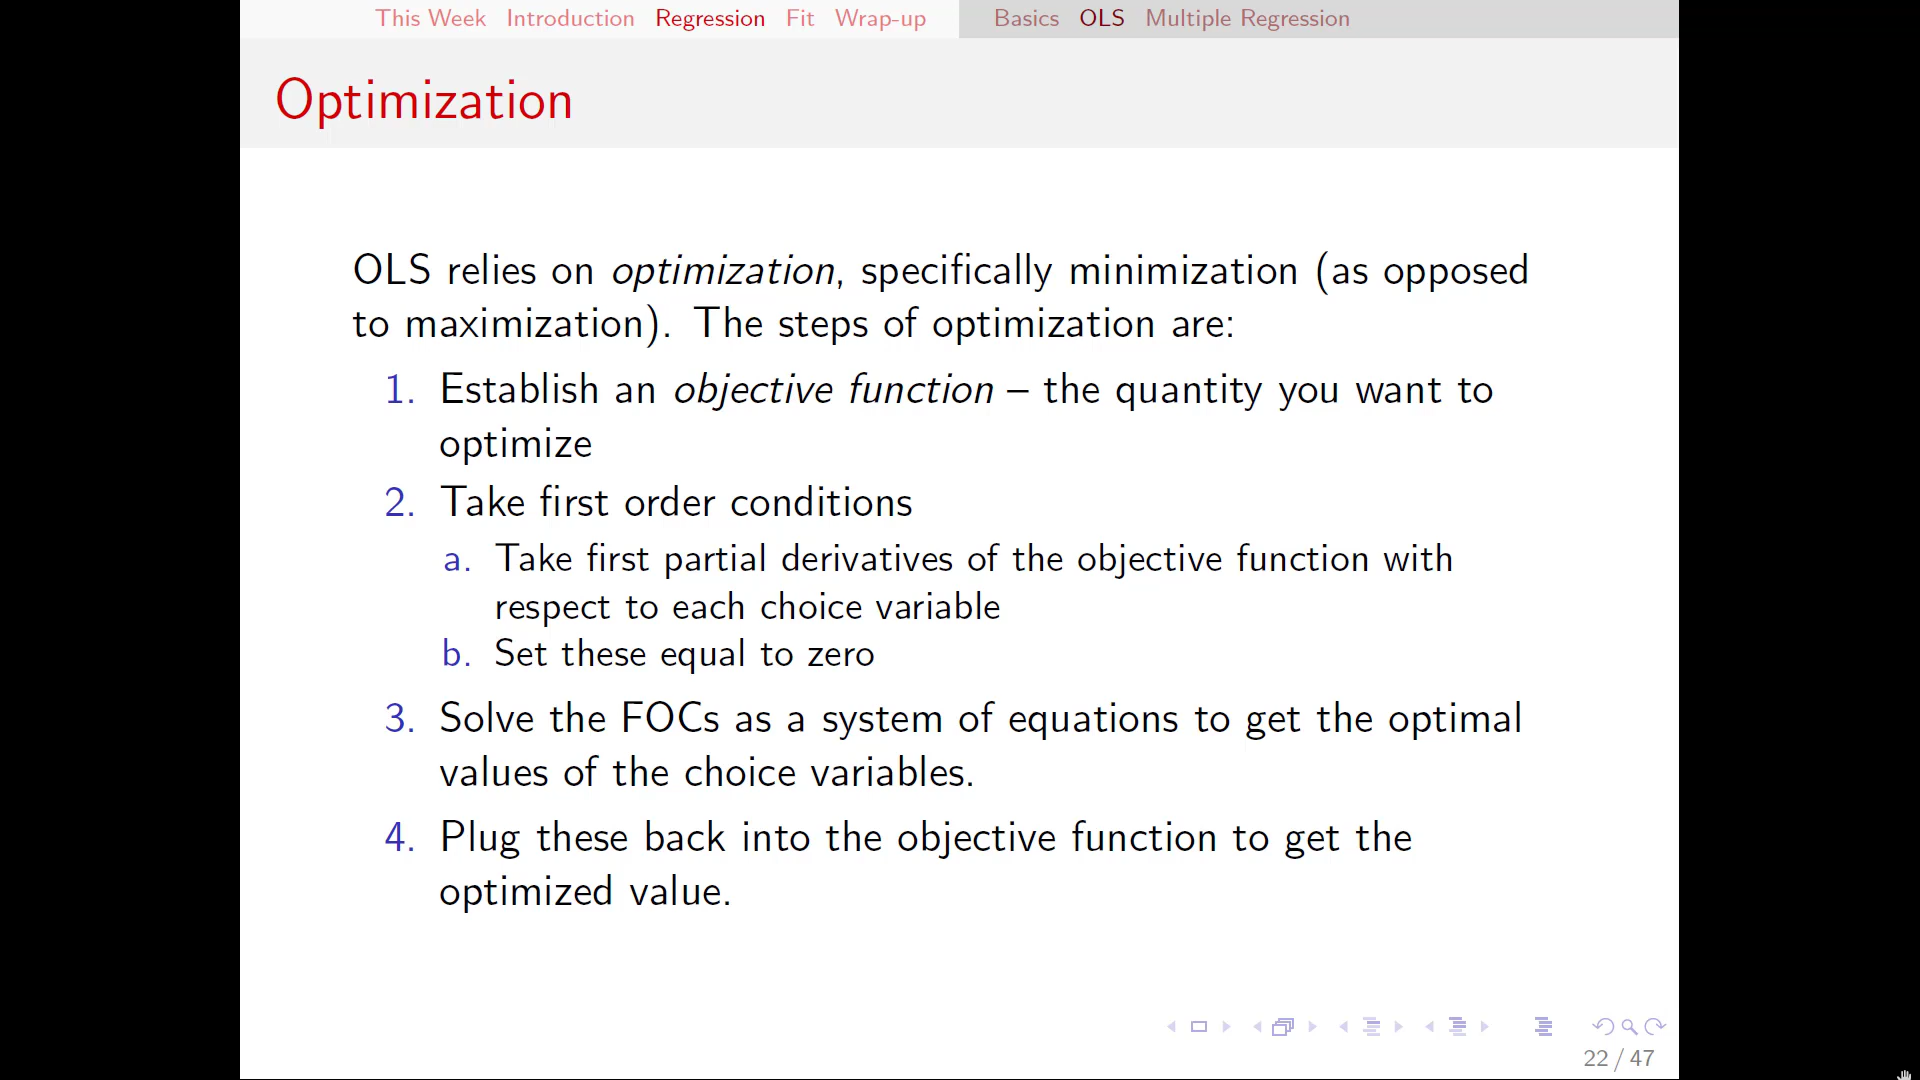 This Week Introduction Regression Fit Wrap-up Basics OLS Multiple Regression
Optimization
OLS relies on optimization, specifically minimization (as opposed
to maximization). The steps of optimization are:
1. Establish an objective function – the quantity you want to
optimize
2. Take first order conditions
a. Take first partial derivatives of the objective function with
respect to each choice variable
b. Set these equal to zero
3. Solve the FOCs as a system of equations to get the optimal
values of the choice variables.
4. Plug these back into the objective function to get the
optimized value.
22 / 47